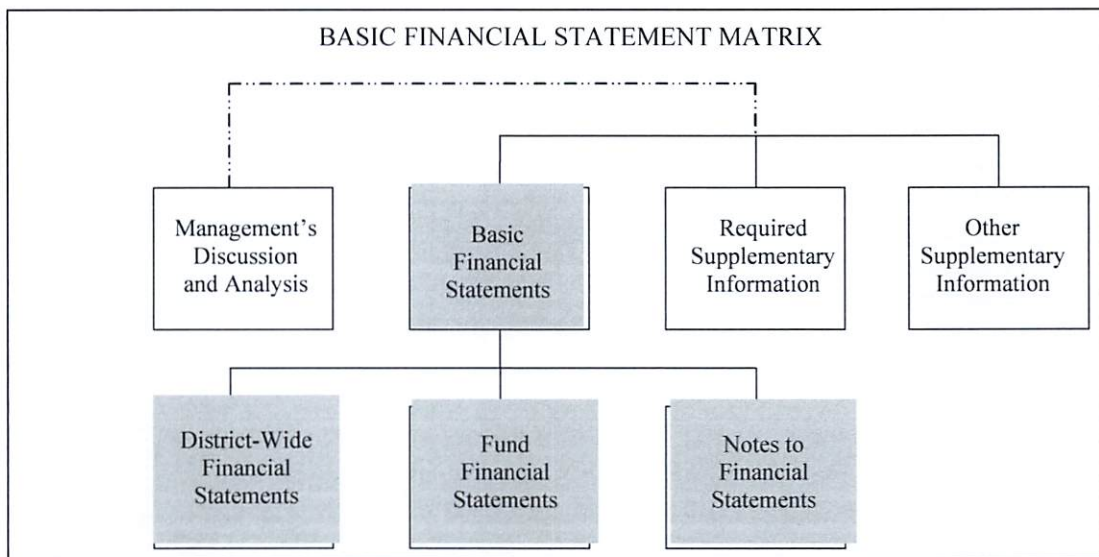 BASIC FINANCIAL STATEMENT MATRIX
Management’s
Discussion
and Analysis
Basic
Financial
Statements
Required
Supplementary
Information
Other
Supplementary
Information
District-Wide
Financial
Statements
Fund
Financial
Statements
Notes to
Financial
Statements